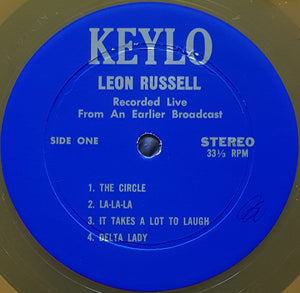 KEYLO
LEON RUSSELL
Recorded Live
From An Earlier Broadcast
SIDE ONE
STEREO
33⅓ RPM
1. THE CIRCLE
2. LA-LA-LA
3. IT TAKES A LOT TO LAUGH
4. DELTA LADY